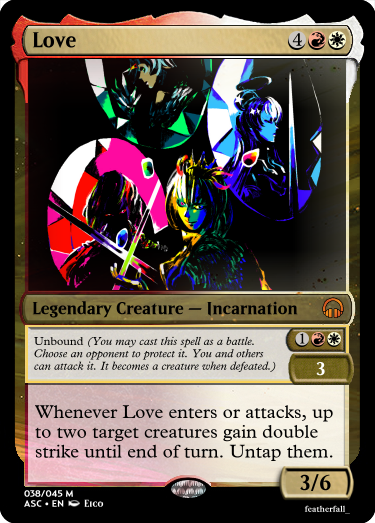 Love 4
Legendary Creature — Incarnation
Unbound (You may cast this spell as a battle. 1
Choose an opponent to protect it. You and others
can attack it. It becomes a creature when defeated.) 3
Whenever Love enters or attacks, up
to two target creatures gain double
strike until end of turn. Untap them.
3/6
038/045 M
ASC • EN Eico
featherfall_